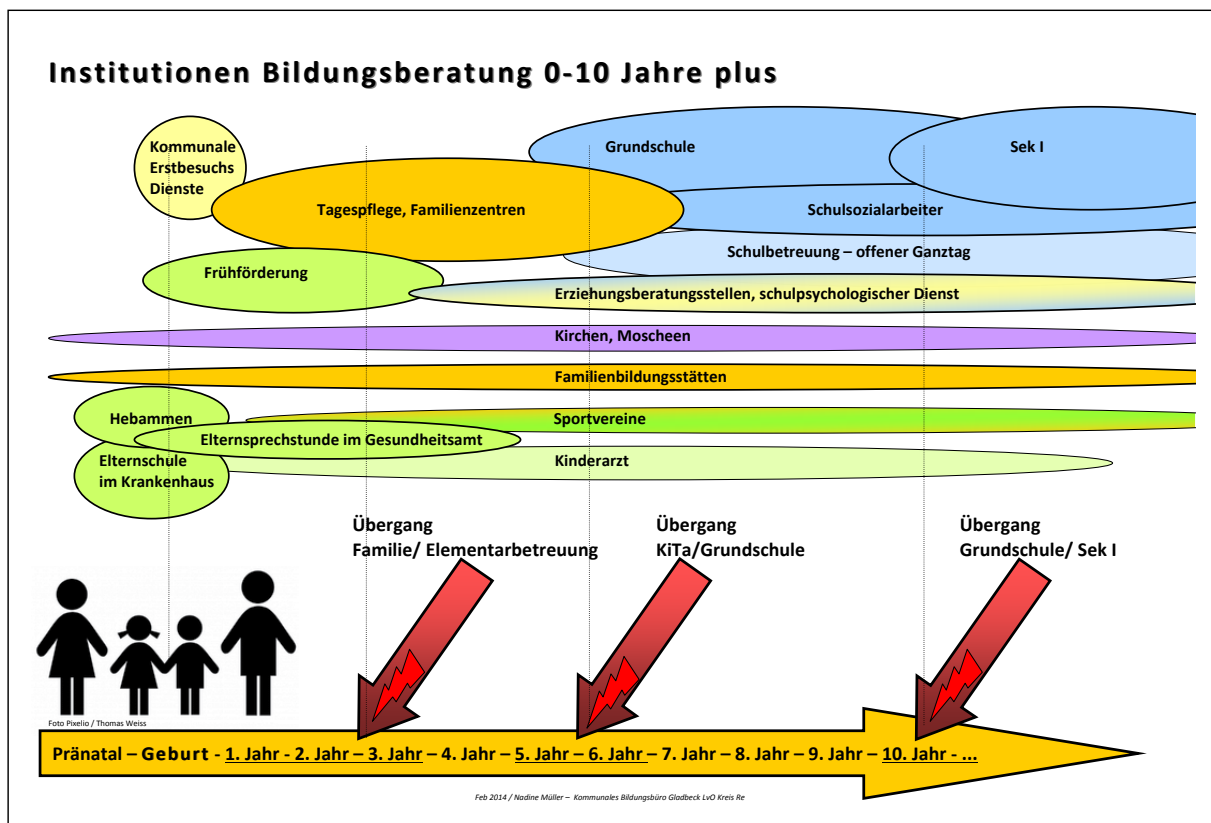 Institutionen Bildungsberatung 0-10 Jahre plus
Kommunale
Erstbesuchs
Dienste
Grundschule
Sek I
Tagespflege, Familienzentren
Schulsozialarbeiter
Schulbetreuung – offener Ganztag
Frühförderung
Erziehungsberatungsstellen, schulpsychologischer Dienst
Kirchen, Moscheen
Familienbildungsstätten
Hebammen
Sportvereine
Elternsprechstunde im Gesundheitsamt
Elternschule
im Krankenhaus
Kinderarzt
Übergang
Familie/ Elementarbetreuung
Übergang
KiTa/Grundschule
Übergang
Grundschule/ Sek I
Foto Pixelio / Thomas Weiss
Pränatal – Geburt - 1. Jahr - 2. Jahr – 3. Jahr – 4. Jahr – 5. Jahr – 6. Jahr – 7. Jahr – 8. Jahr – 9. Jahr – 10. Jahr - ...
Feb 2014 / Nadine Müller – Kommunales Bildungsbüro Gladbeck LvO Kreis Re